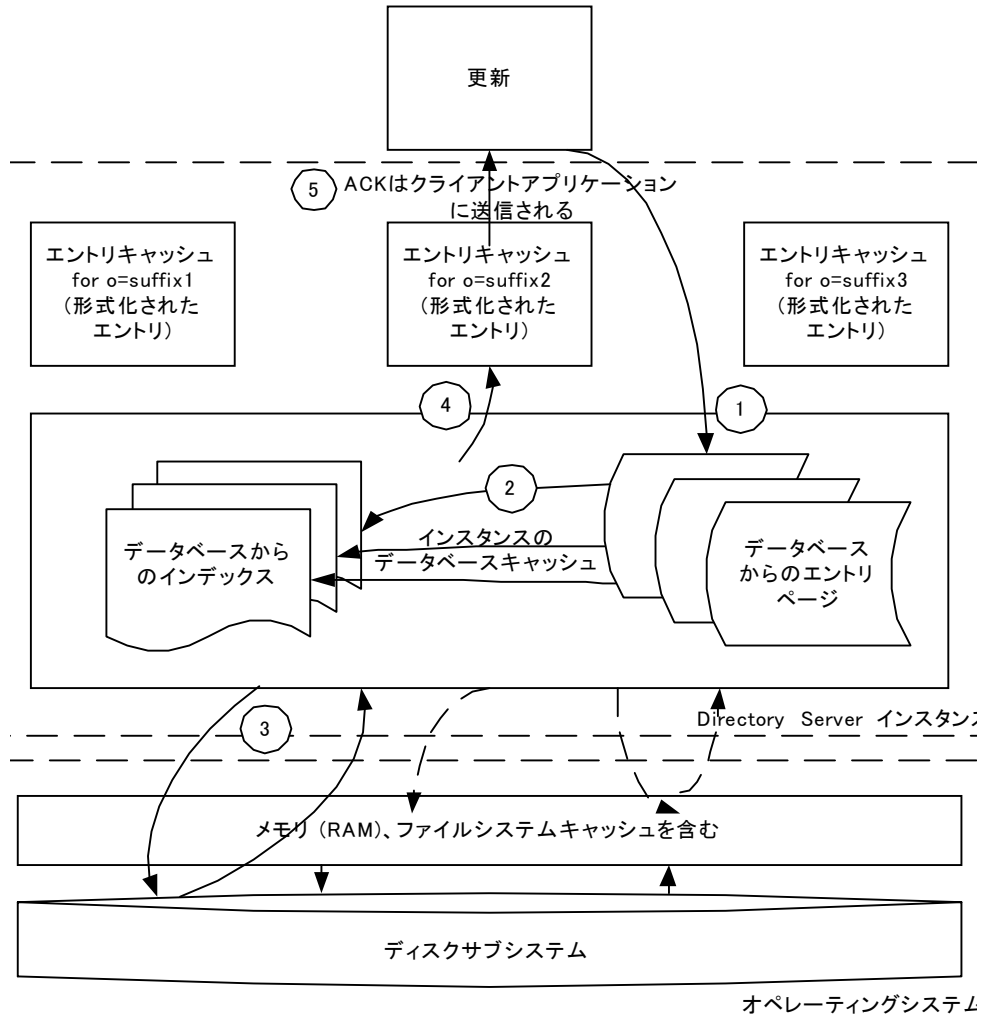 更新
5
ACKはクライアントアプリケーション
に送信される
エントリキャッシュ
for o=suffix1
(形式化された
エントリ)
エントリキャッシュ
for o=suffix2
(形式化された
エントリ)
エントリキャッシュ
for o=suffix3
(形式化された
エントリ)
4
1
2
データベースから
のインデックス
インスタンスの
データベースキャッシュ
データベース
からのエントリ
ページ
3
Directory Server インスタンス
メモリ (RAM)、ファイルシステムキャッシュを含む
ディスクサブシステム
オペレーティングシステム